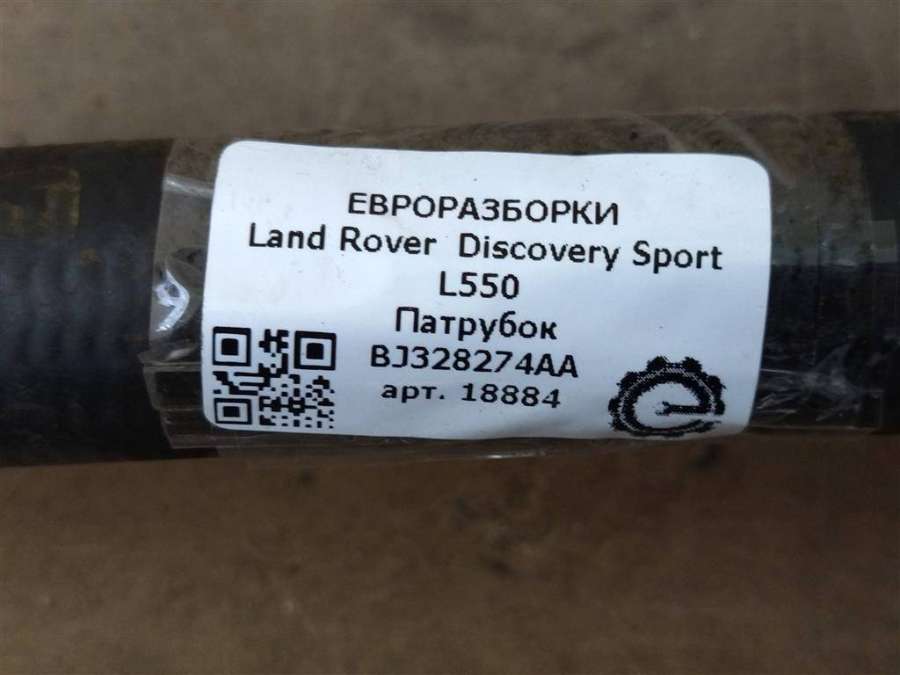 ЕВРОРАЗБОРКИ
Land Rover Discovery Sport
L550
Патрубок
BJ328274AA
арт. 18884